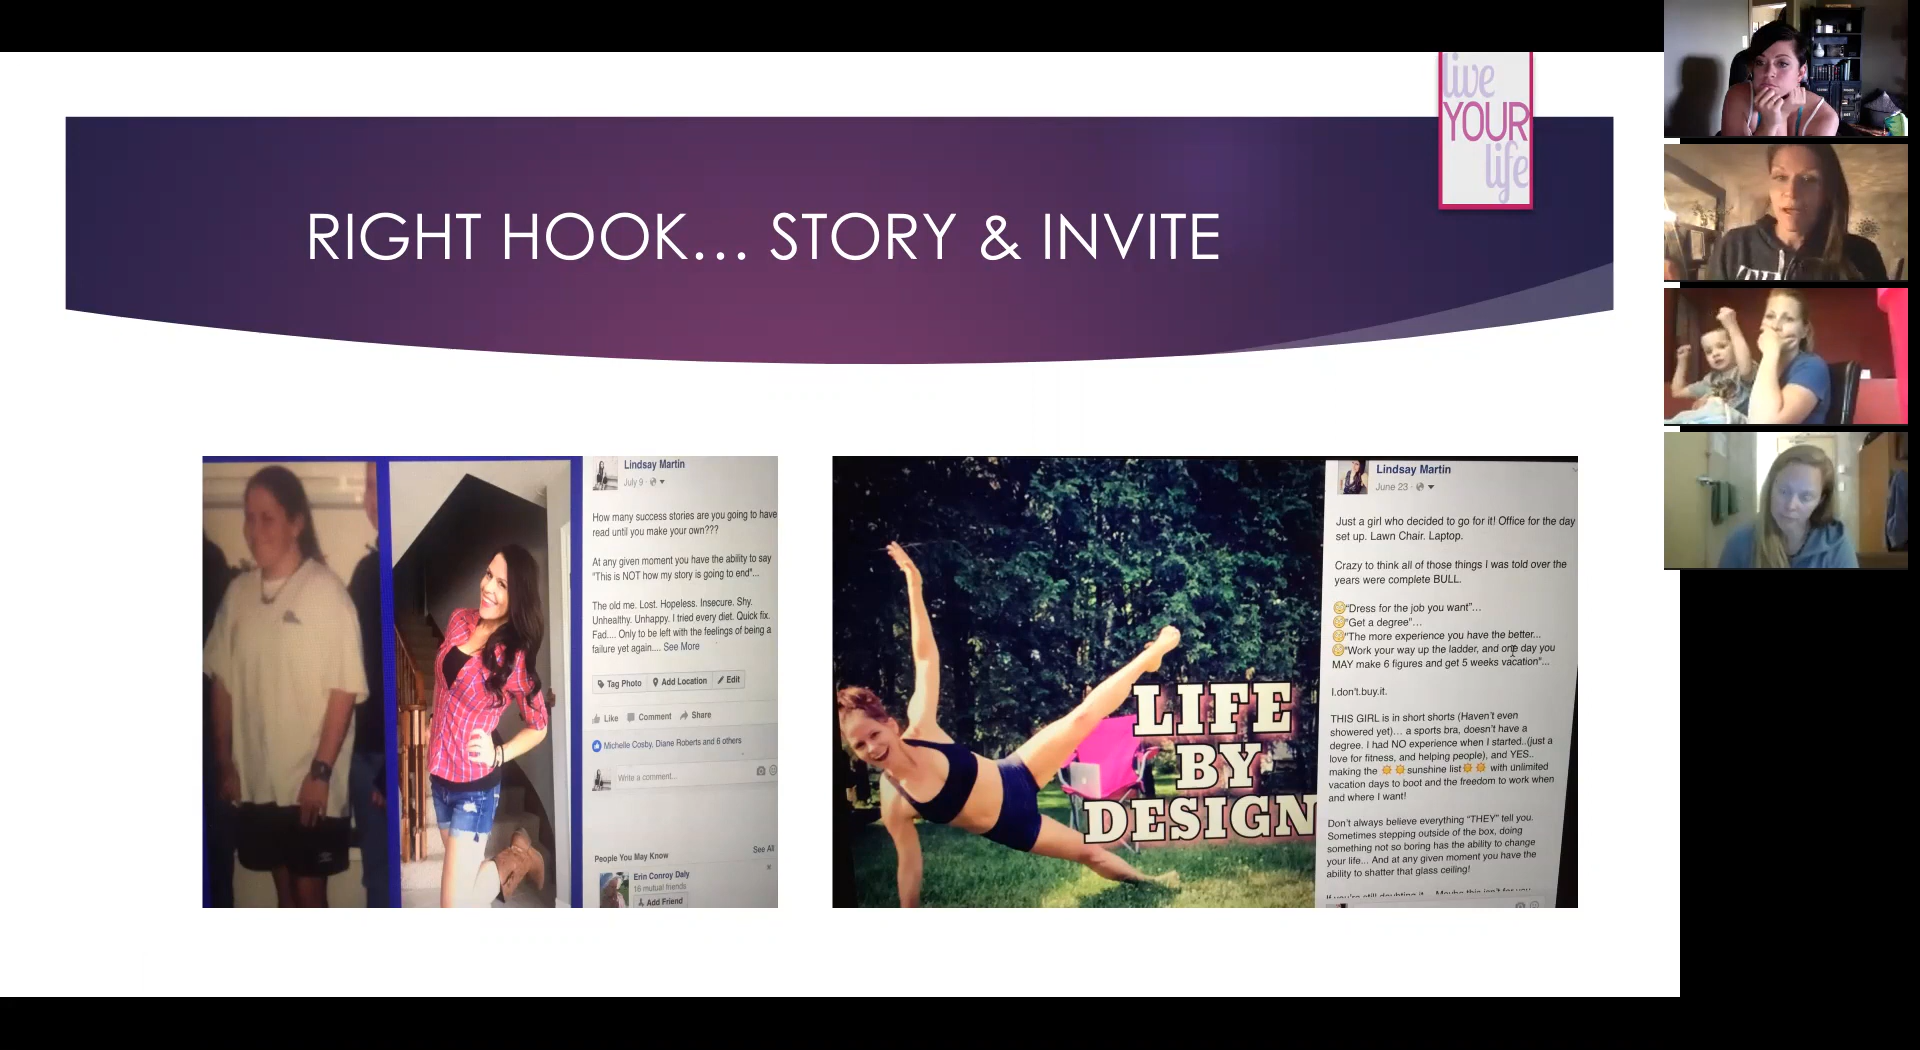 live
YOUR
life
RIGHT HOOK... STORY & INVITE
Lindsay Martin
July 9
How many success stories are you going to have
read until you make your own???
At any given moment you have the ability to say
"This is NOT how my story is going to end"...
The old me. Lost. Hopeless. Insecure. Shy.
Unhealthy. Unhappy. I tried every diet. Quick fix.
Fad.... Only to be left with the feelings of being a
failure yet again.... See More
Tag Photo Add Location Edit
Like Comment Share
Michelle Cosby, Diane Roberts and 6 others
Write a comment...
People You May Know See All
Erin Conroy Daly
16 mutual friends
Add Friend
LIFE
BY
DESIGN
Lindsay Martin
June 23
Just a girl who decided to go for it! Office for the day
set up. Lawn Chair. Laptop.
Crazy to think all of those things I was told over the
years were complete BULL.
"Dress for the job you want"...
"Get a degree"...
"The more experience you have the better...
"Work your way up the ladder, and one day you
MAY make 6 figures and get 5 weeks vacation"...
I.don't.buy.it.
THIS GIRL is in short shorts (Haven't even
showered yet)... a sports bra, doesn't have a
degree. I had NO experience when I started..(just a
love for fitness, and helping people), and YES..
making the sunshine list with unlimited
vacation days to boot and the freedom to work when
and where I want!
Don't always believe everything "THEY" tell you.
Sometimes stepping outside of the box, doing
something not so boring has the ability to change
your life... And at any given moment you have the
ability to shatter that glass ceiling!
If you're still doubting it... Maybe this isn't for you